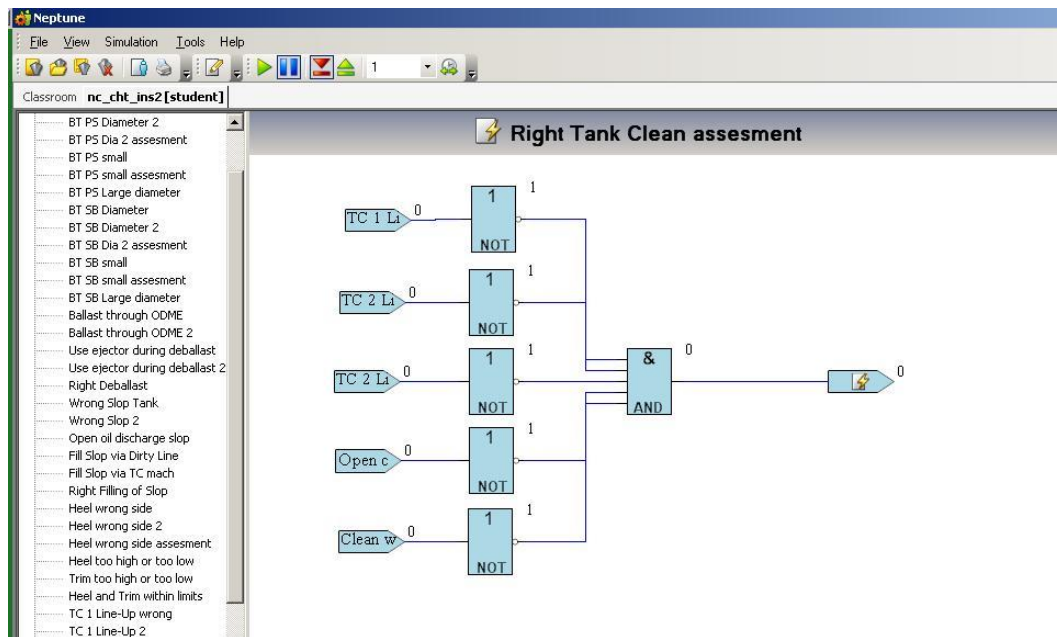 Neptune
File View Simulation Tools Help
1
Classroom nc_cht_ins2[student]
BT PS Diameter 2
BT PS Dia 2 assesment
BT PS small
BT PS small assesment
BT PS Large diameter
BT SB Diameter
BT SB Diameter 2
BT SB Dia 2 assesment
BT SB small
BT SB small assesment
BT SB Large diameter
Ballast through ODME
Ballast through ODME 2
Use ejector during deballast
Use ejector during deballast 2
Right Deballast
Wrong Slop Tank
Wrong Slop 2
Open oil discharge slop
Fill Slop via Dirty Line
Fill Slop via TC mach
Right Filling of Slop
Heel wrong side
Heel wrong side 2
Heel wrong side assesment
Heel too high or too low
Trim too high or too low
Heel and Trim within limits
TC 1 Line-Up wrong
TC 1 Line-Up 2
Right Tank Clean assesment
TC 1 Li 0 1 NOT 1
TC 2 Li 0 1 NOT 1
TC 2 Li 0 1 NOT 1
Open c 0 1 NOT 1
Clean w 0 1 NOT 1
& AND 0
0